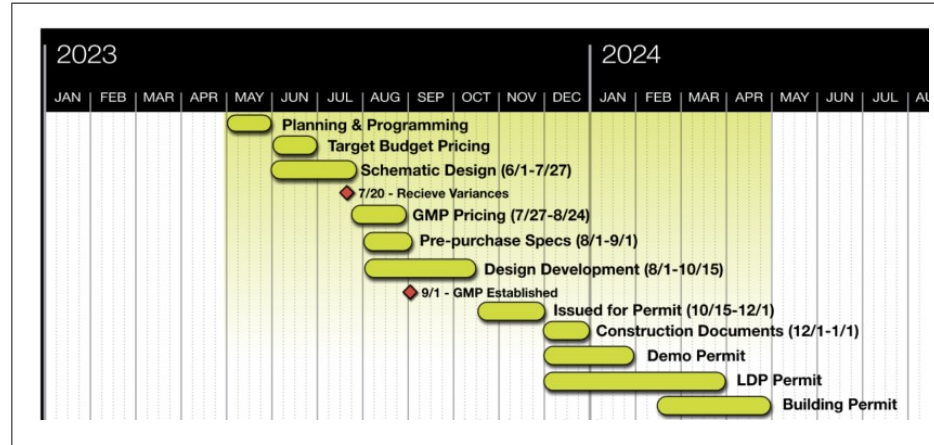 2023 2024
JAN FEB MAR APR MAY JUN JUL AUG SEP OCT NOV DEC JAN FEB MAR APR MAY JUN JUL
Planning & Programming
Target Budget Pricing
Schematic Design (6/1-7/27)
7/20 - Recieve Variances
GMP Pricing (7/27-8/24)
Pre-purchase Specs (8/1-9/1)
Design Development (8/1-10/15)
9/1 - GMP Established
Issued for Permit (10/15-12/1)
Construction Documents (12/1-1/1)
Demo Permit
LDP Permit
Building Permit